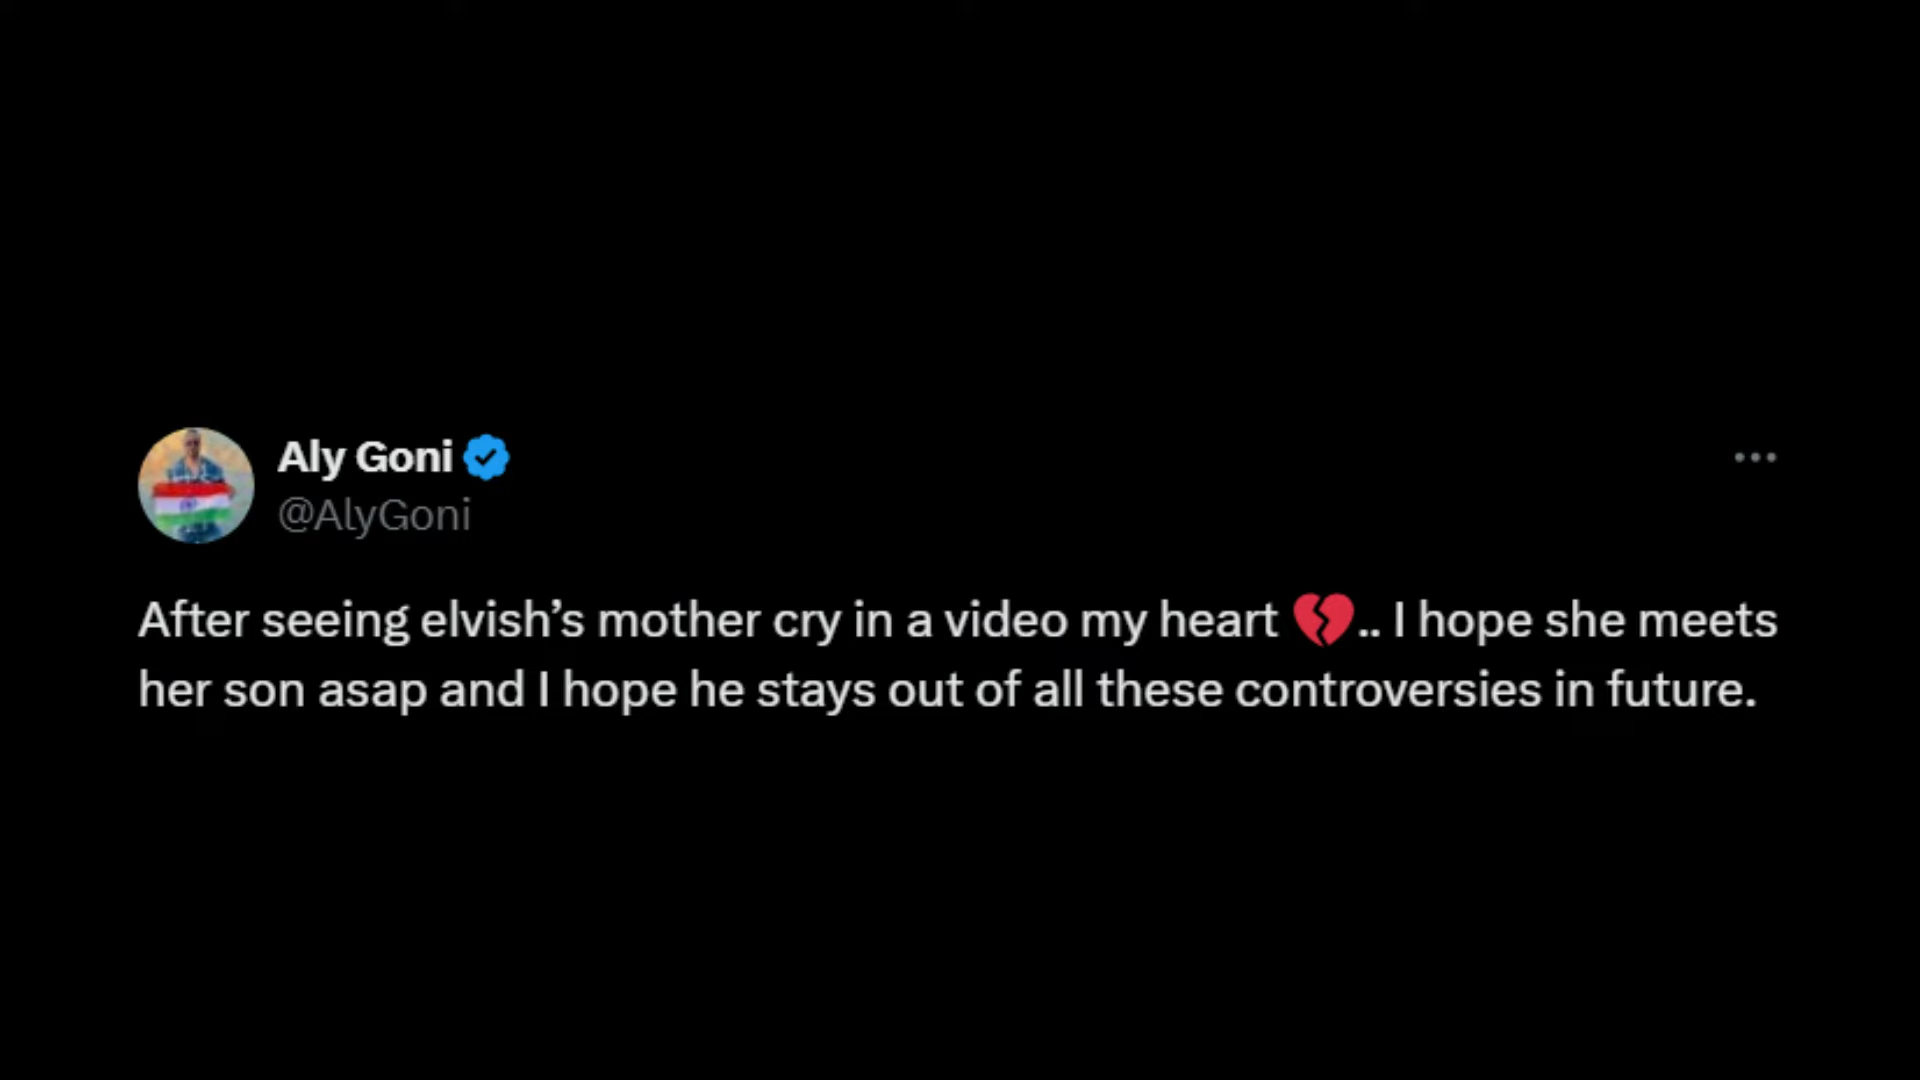 Aly Goni
@AlyGoni
After seeing elvish’s mother cry in a video my heart 💔.. I hope she meets
her son asap and I hope he stays out of all these controversies in future.